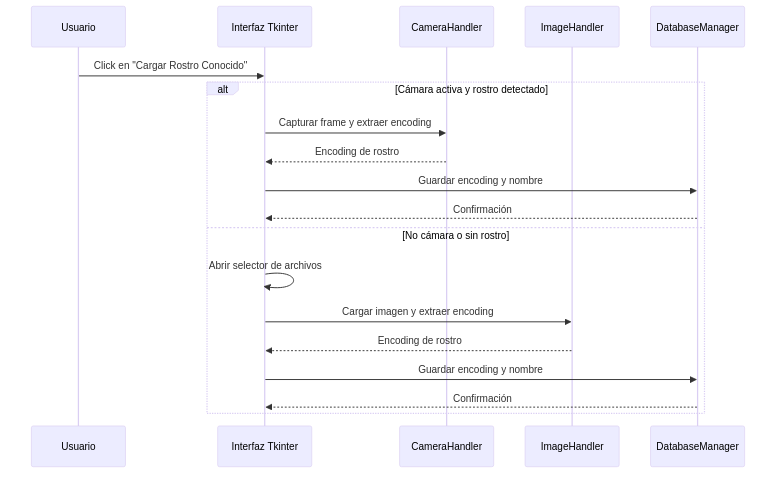 Usuario
Interfaz Tkinter
CameraHandler
ImageHandler
DatabaseManager
Click en "Cargar Rostro Conocido"
alt
[Cámara activa y rostro detectado]
Capturar frame y extraer encoding
Encoding de rostro
Guardar encoding y nombre
Confirmación
[No cámara o sin rostro]
Abrir selector de archivos
Cargar imagen y extraer encoding
Encoding de rostro
Guardar encoding y nombre
Confirmación
Usuario
Interfaz Tkinter
CameraHandler
ImageHandler
DatabaseManager